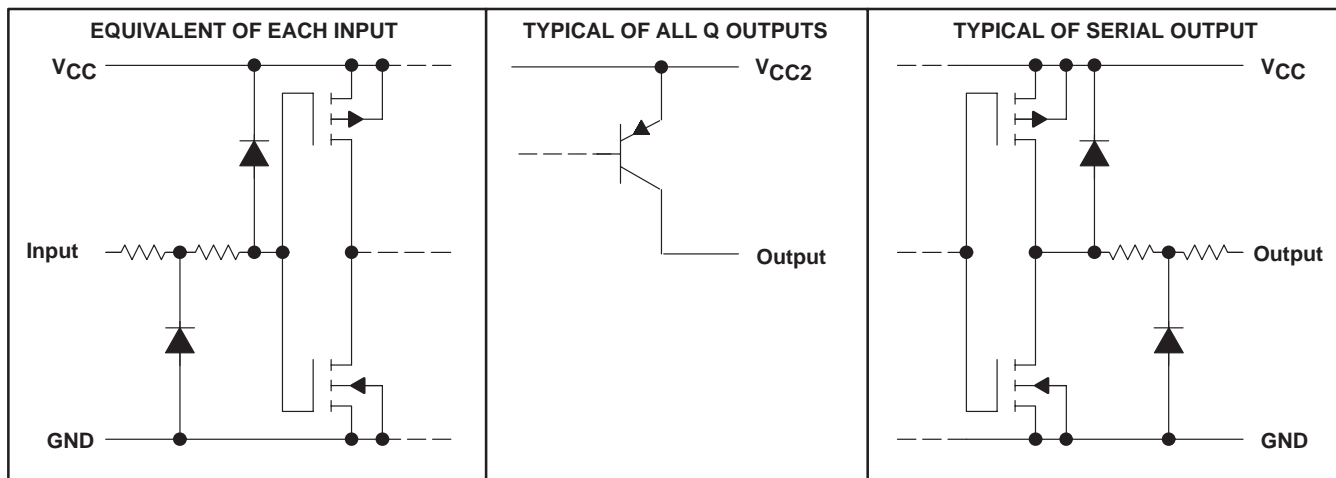 EQUIVALENT OF EACH INPUT
VCC
Input
GND
TYPICAL OF ALL Q OUTPUTS
VCC2
Output
TYPICAL OF SERIAL OUTPUT
VCC
Output
GND